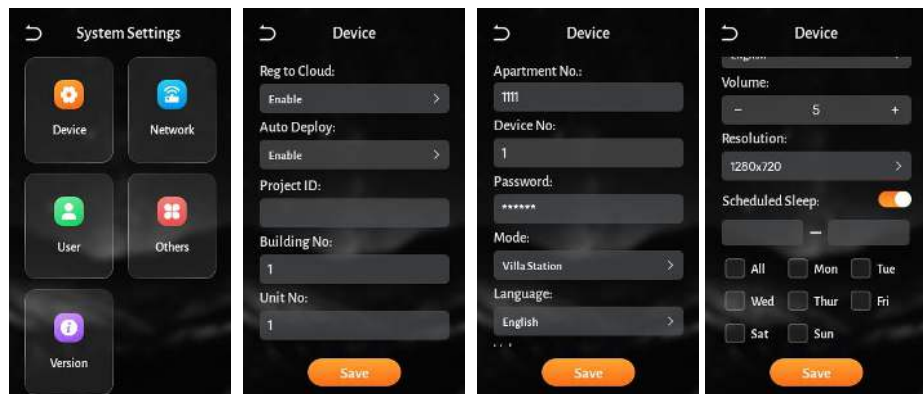 System Settings
Device
Network
User
Others
Version
Device
Reg to Cloud:
Enable >
Auto Deploy:
Enable >
Project ID:
Building No:
1
Unit No:
1
Save
Device
Apartment No.:
1111
Device No:
1
Password:
******
Mode:
Villa Station >
Language:
English >
Save
Device
Volume:
- 5 +
Resolution:
1280x720 >
Scheduled Sleep:
—
All Mon Tue
Wed Thur Fri
Sat Sun
Save